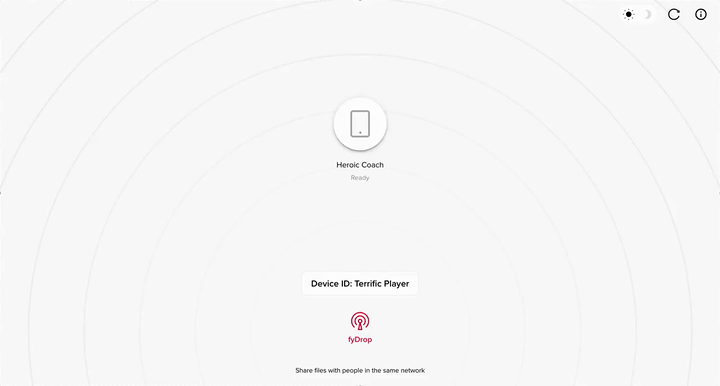 Heroic Coach
Ready
Device ID: Terrific Player
fyDrop
Share files with people in the same network